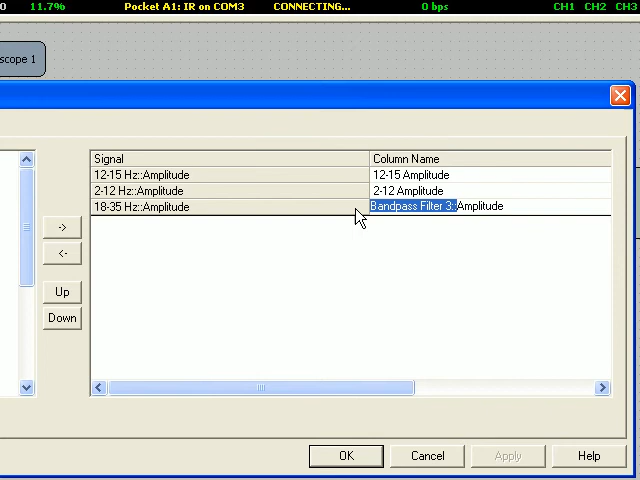 0 11.7% Pocket A1: IR on COM3 CONNECTING... 0 bps CH1 CH2 CH3
scope 1
Signal Column Name
12-15 Hz::Amplitude 12-15 Amplitude
2-12 Hz::Amplitude 2-12 Amplitude
18-35 Hz::Amplitude Bandpass Filter 3::Amplitude
->
<-
Up
Down
OK Cancel Apply Help